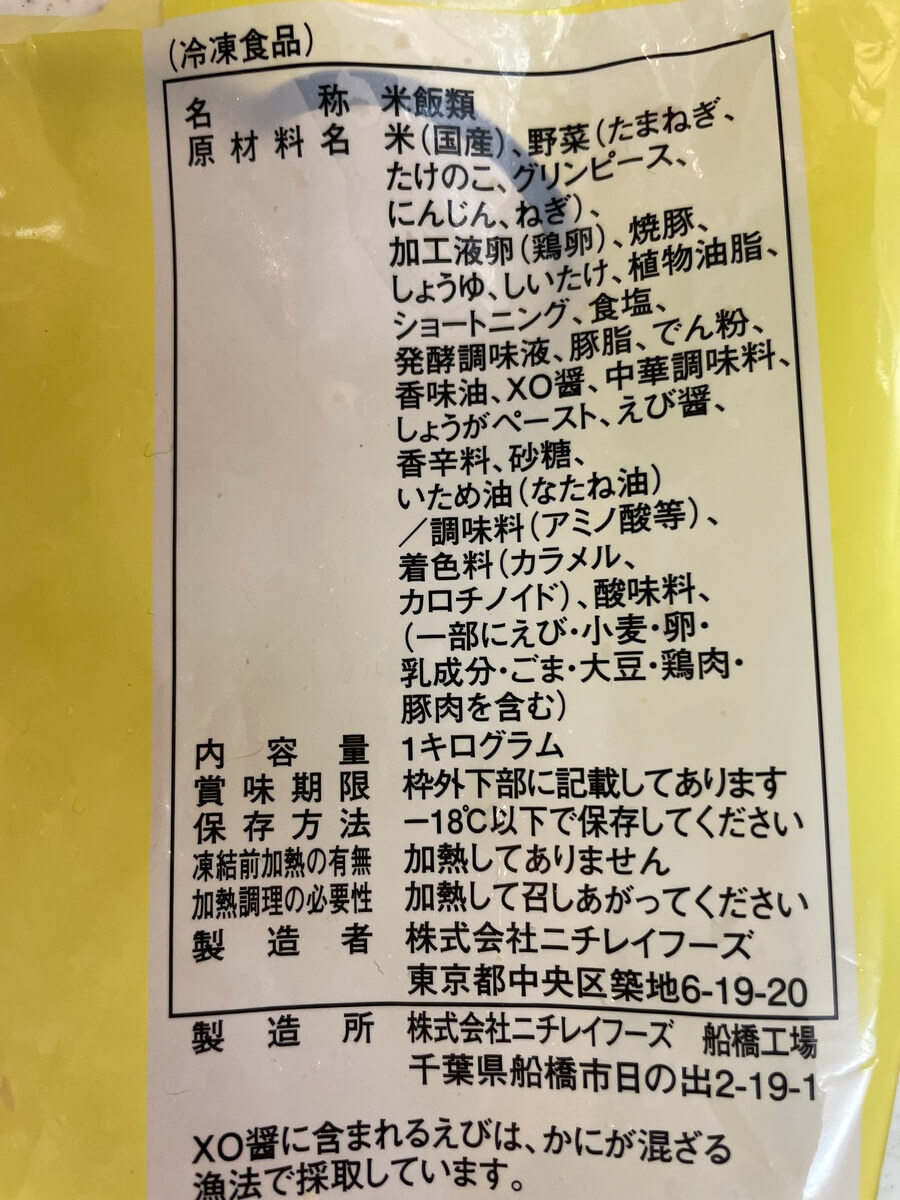 (冷凍食品)
名称 米飯類
原材料名 米(国産)、野菜(たまねぎ、
たけのこ、グリンピース、
にんじん、ねぎ)、
加工液卵(鶏卵)、焼豚、
しょうゆ、しいたけ、植物油脂、
ショートニング、食塩、
発酵調味液、豚脂、でん粉、
香味油、XO醤、中華調味料、
しょうがペースト、えび醤、
香辛料、砂糖、
いため油(なたね油)
/調味料(アミノ酸等)、
着色料(カラメル、
カロチノイド)、酸味料、
(一部にえび・小麦・卵・
乳成分・ごま・大豆・鶏肉・
豚肉を含む)
内容量 1キログラム
賞味期限 枠外下部に記載してあります
保存方法 −18℃以下で保存してください
凍結前加熱の有無 加熱してありません
加熱調理の必要性 加熱して召しあがってください
製造者 株式会社ニチレイフーズ
東京都中央区築地6-19-20
製造所 株式会社ニチレイフーズ 船橋工場
千葉県船橋市日の出2-19-1
XO醤に含まれるえびは、かにが混ざる
漁法で採取しています。